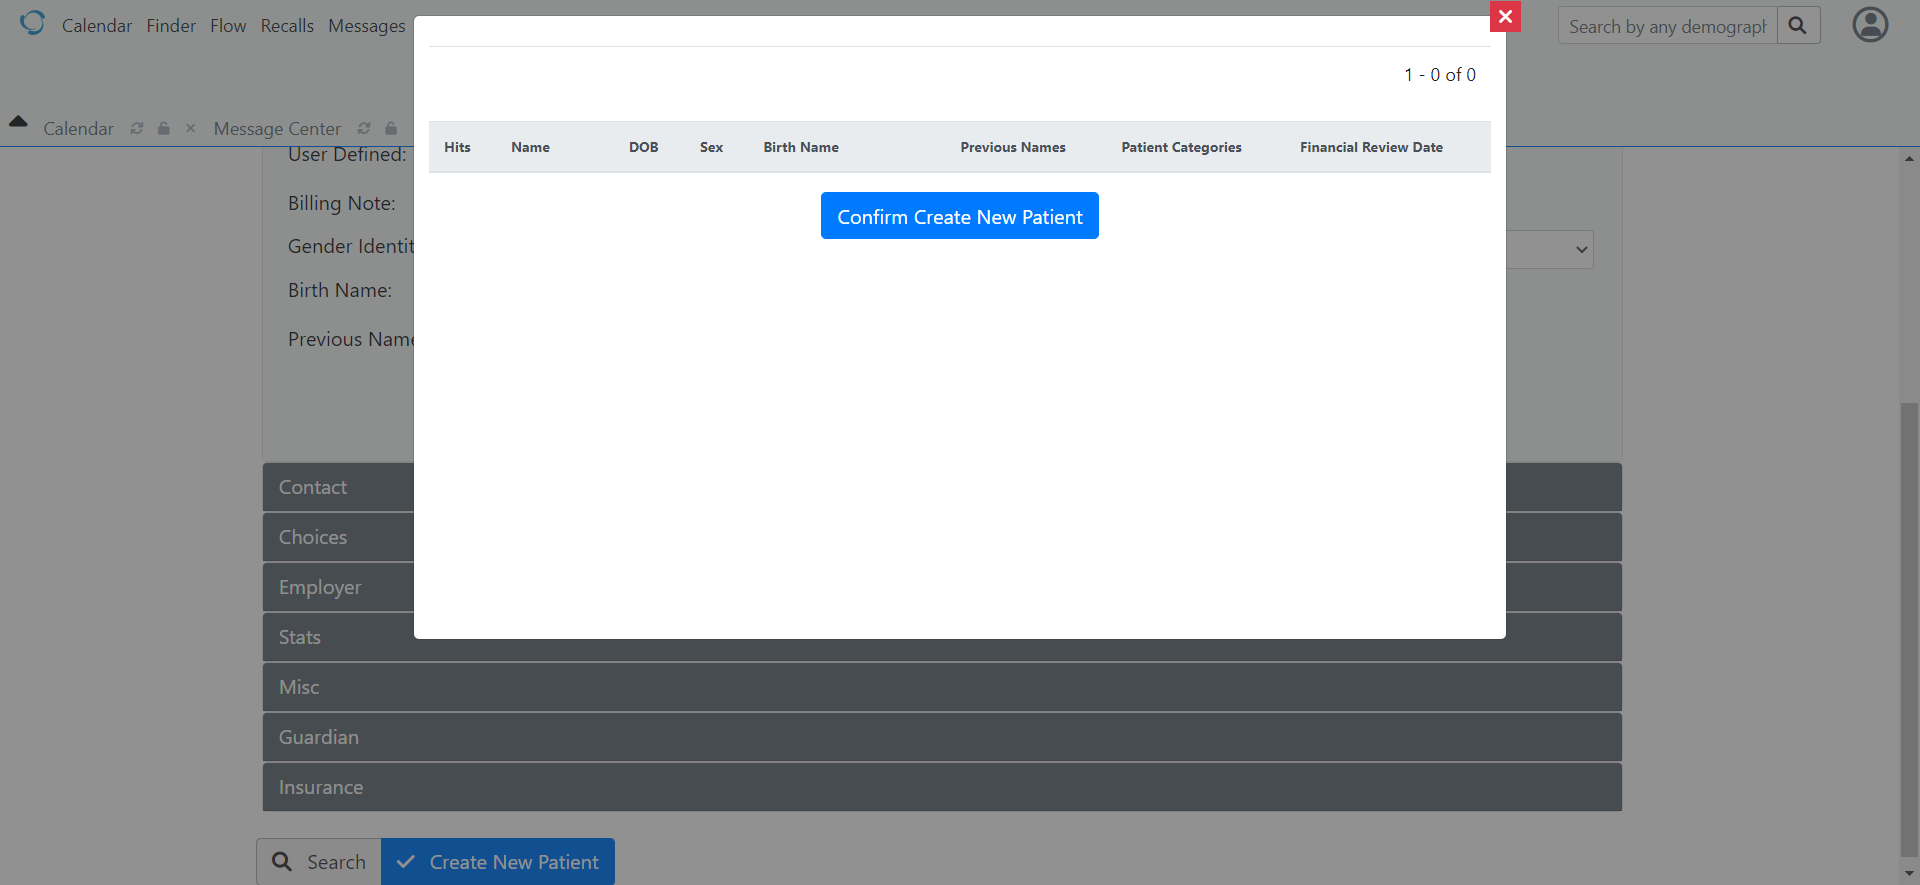 Calendar Finder Flow Recalls Messages
Search by any demograph
1 - 0 of 0
Calendar Message Center
Hits Name DOB Sex Birth Name Previous Names Patient Categories Financial Review Date
User Defined:
Confirm Create New Patient
Billing Note:
Gender Identit
Birth Name:
Previous Name
Contact
Choices
Employer
Stats
Misc
Guardian
Insurance
Search Create New Patient